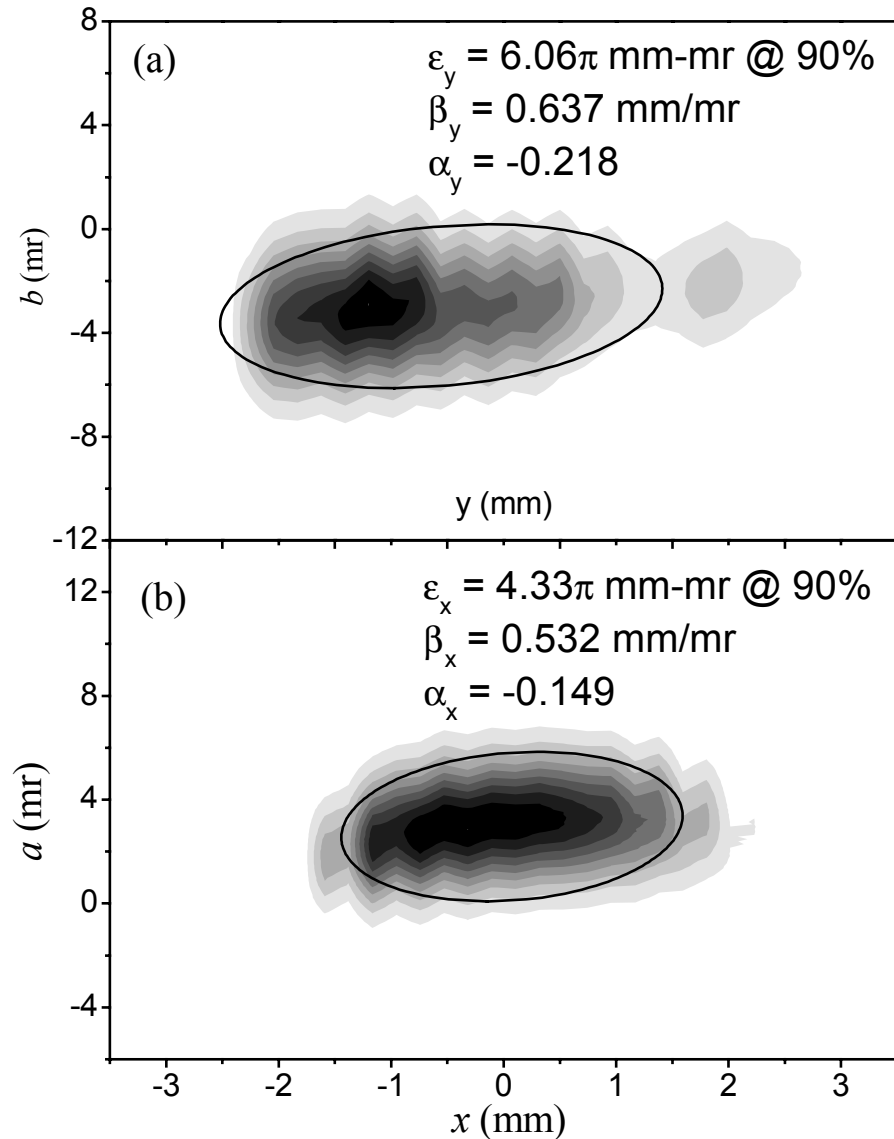 8
(a)
εy = 6.06π mm-mr @ 90%
βy = 0.637 mm/mr
αy = -0.218
4
0
b (mr)
-4
-8
y (mm)
-12
(b)
εx = 4.33π mm-mr @ 90%
βx = 0.532 mm/mr
αx = -0.149
12
8
4
a (mr)
0
-4
-3 -2 -1 0 1 2 3
x (mm)